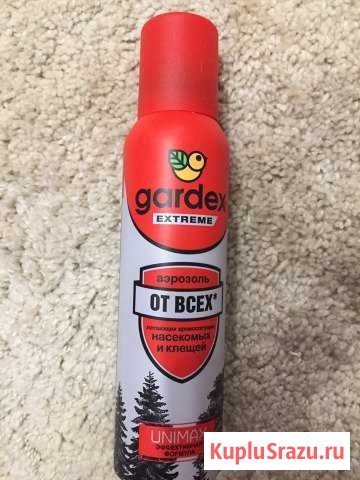 gardex
EXTREME
аэрозоль
ОТ ВСЕХ*
летающих кровососущих
насекомых
и клещей
UNIMAX
Эффективная
формула
KupluSrazu.ru